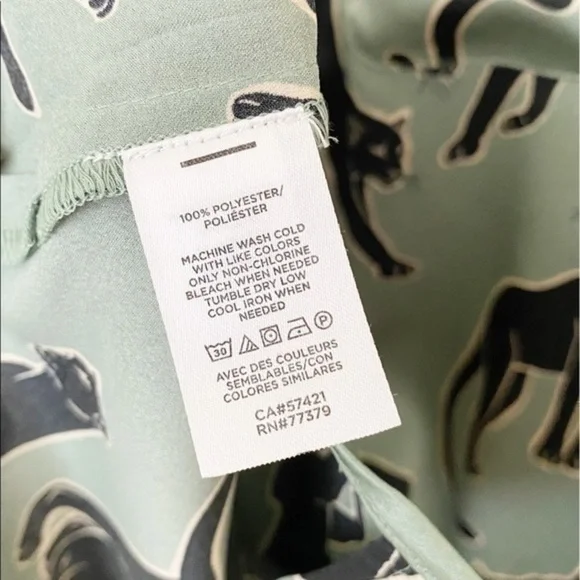 100% POLYESTER/
POLIÉSTER
MACHINE WASH COLD
WITH LIKE COLORS
ONLY NON-CHLORINE
BLEACH WHEN NEEDED
TUMBLE DRY LOW
COOL IRON WHEN
NEEDED
30 P
AVEC DES COULEURS
SEMBLABLES/CON
COLORES SIMILARES
CA#57421
RN#77379